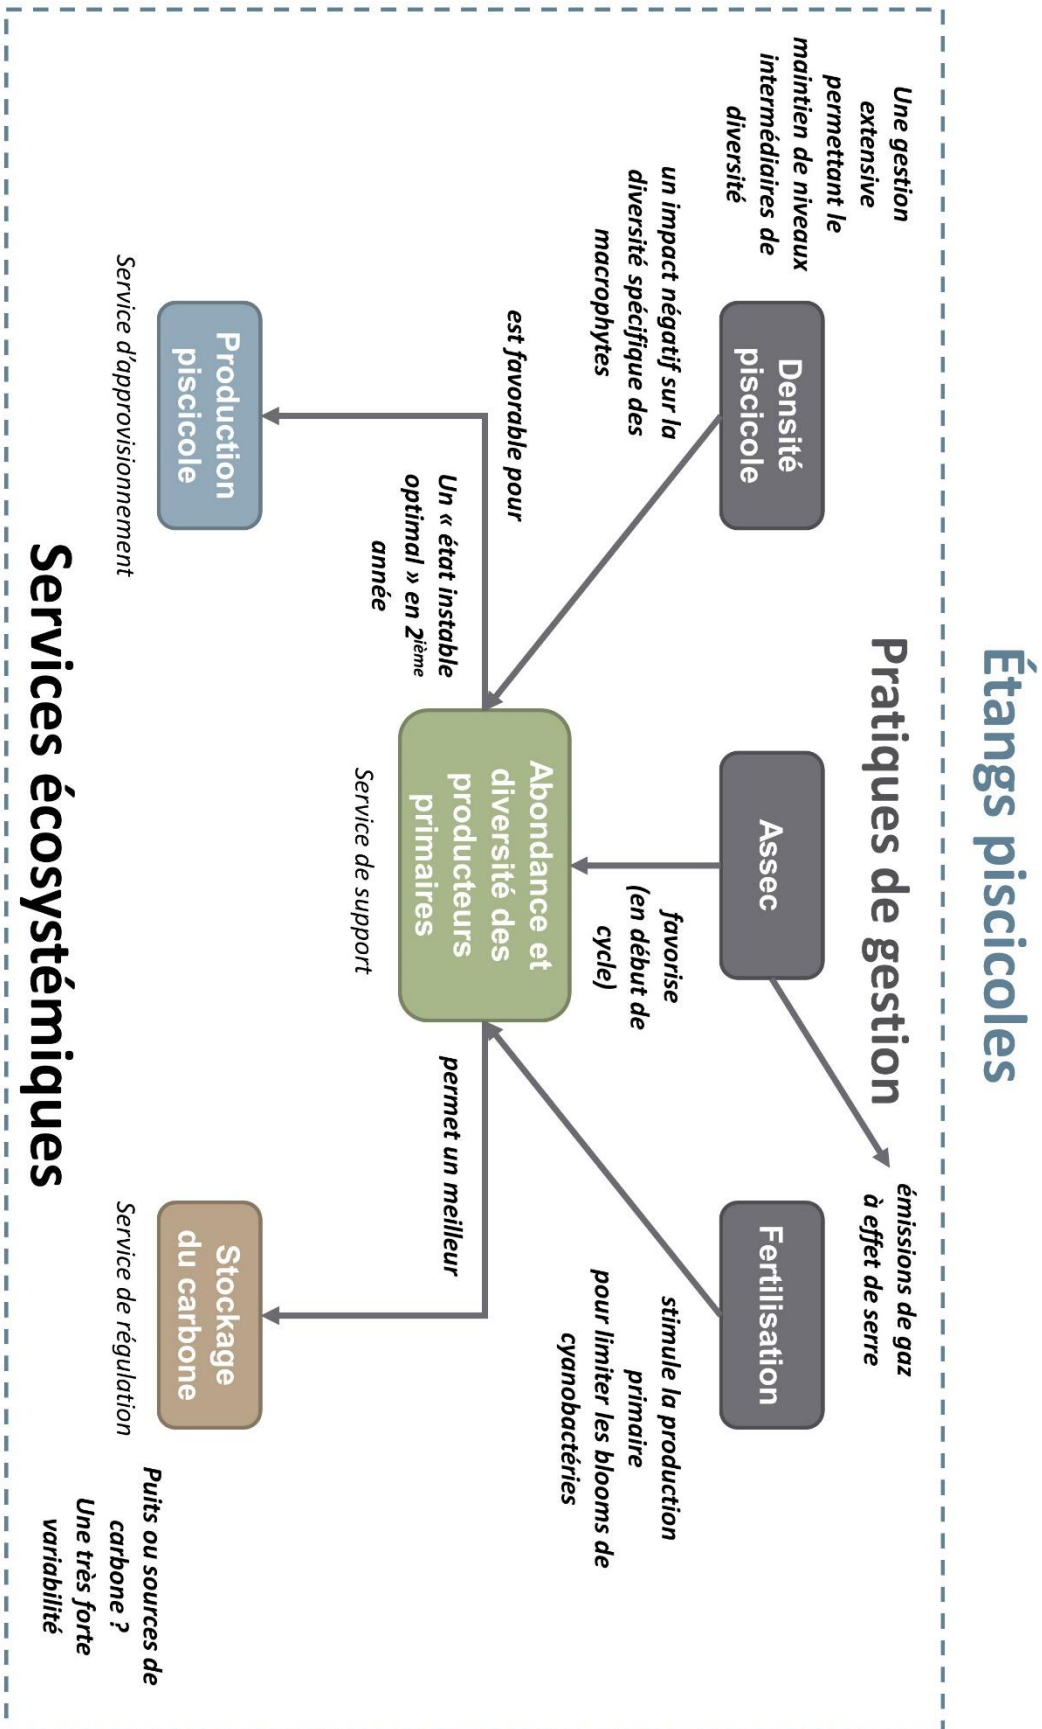 Étangs piscicoles
Pratiques de gestion
émissions de gaz
à effet de serre
Une gestion
extensive
permettant le
maintien de niveaux
intermédiaires de
diversité
Densité
piscicole
Assec
Fertilisation
un impact négatif sur la
diversité spécifique des
macrophytes
favorise
(en début de
cycle)
stimule la production
primaire
pour limiter les blooms de
cyanobactéries
est favorable pour
Abondance et
diversité des
producteurs
primaires
Service de support
Un « état instable
optimal » en 2ième
année
permet un meilleur
Production
piscicole
Service d’approvisionnement
Stockage
du carbone
Service de régulation
Puits ou sources de
carbone ?
Une très forte
variabilité
Services écosystémiques